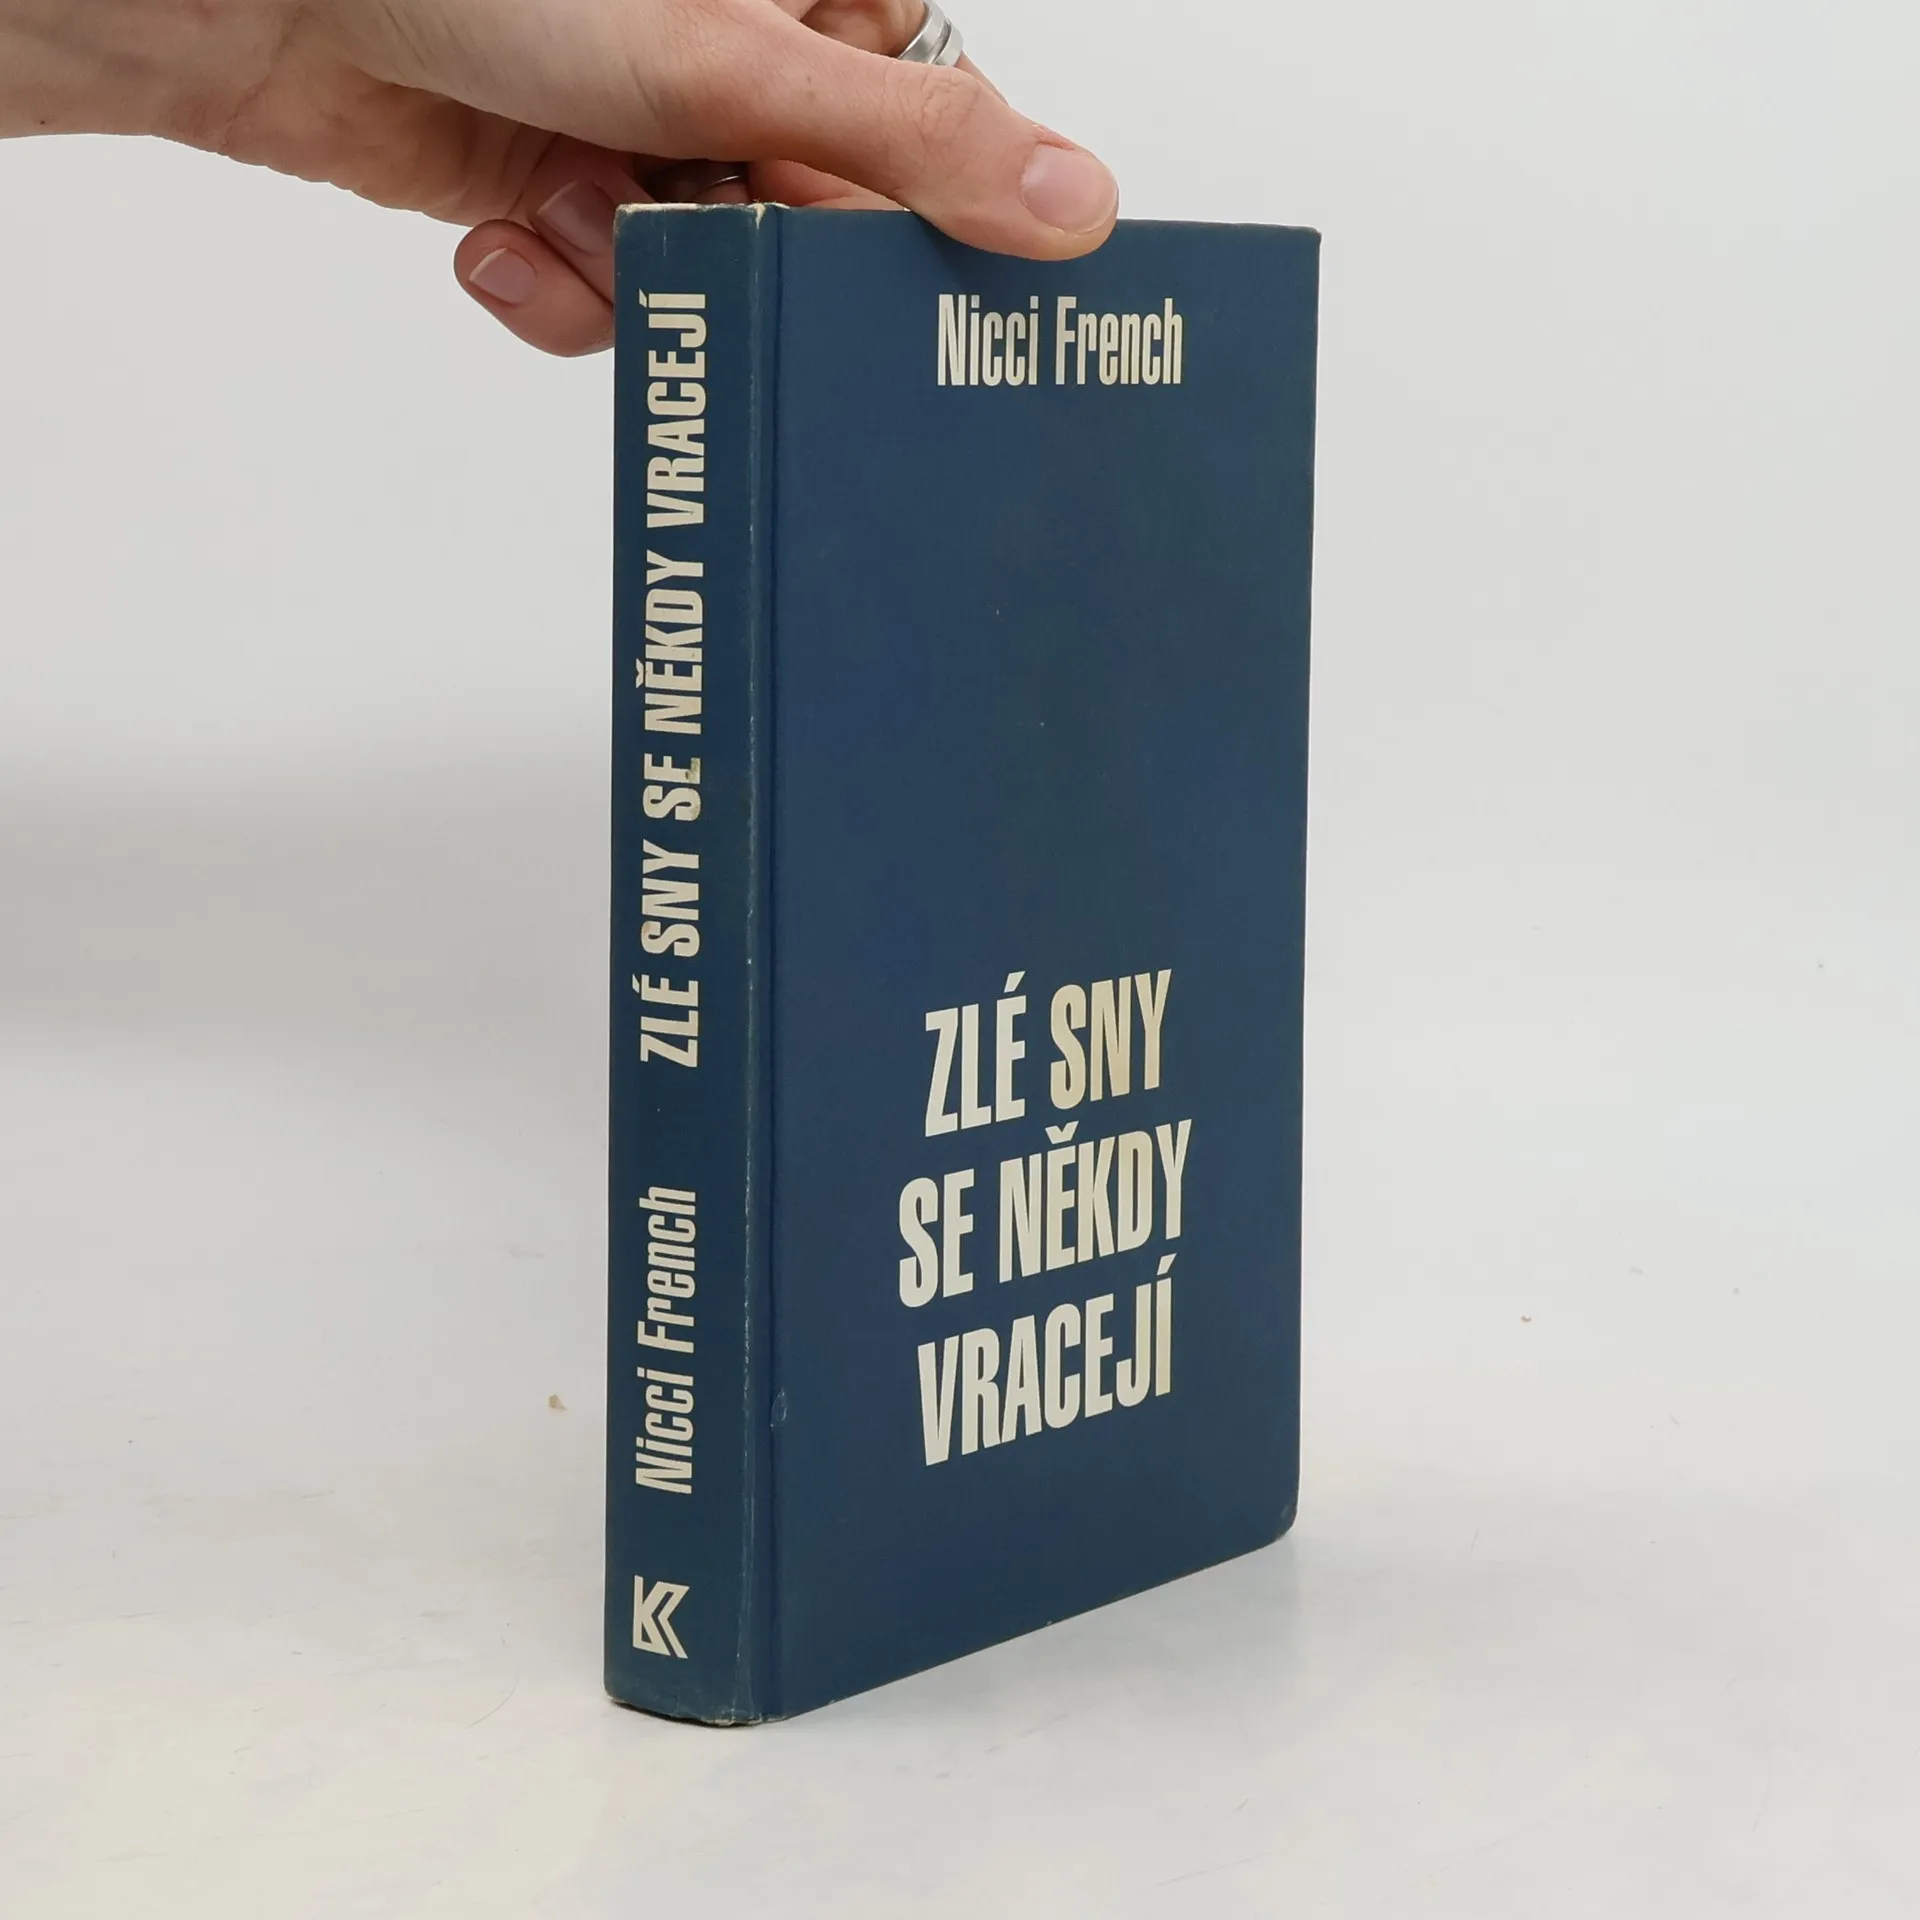 Nicci French
ZLÉ SNY
SE NĚKDY
VRACEJÍ
Nicci French ZLÉ SNY SE NĚKDY VRACEJÍ
K